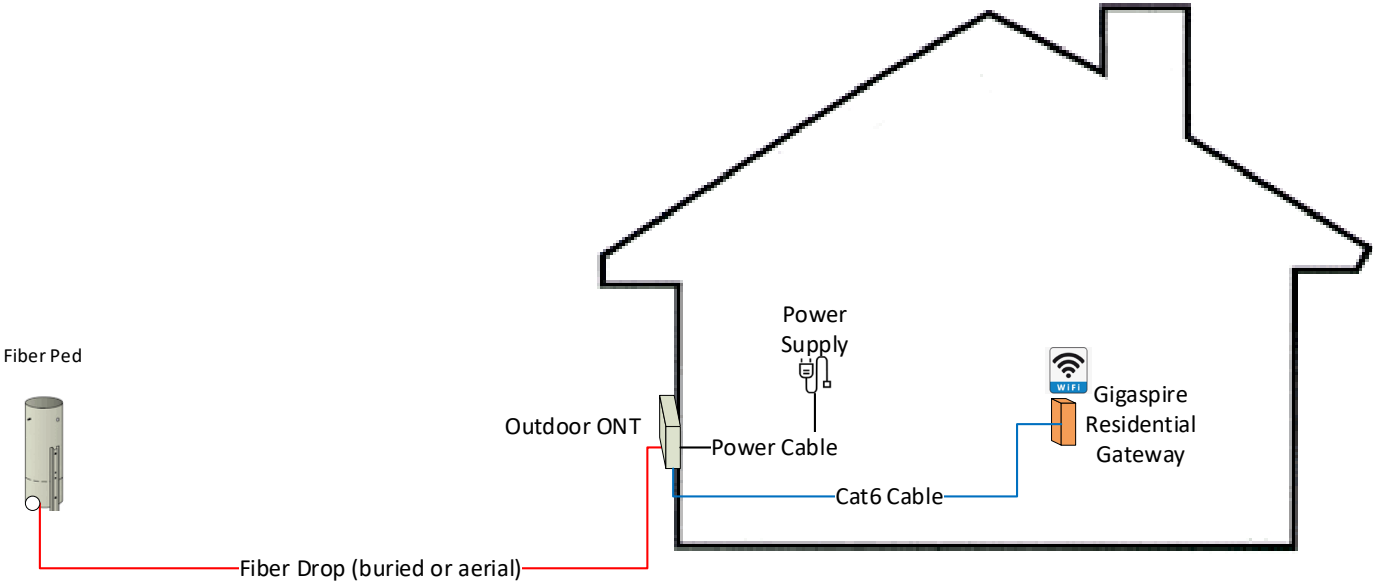 Power
Supply
Fiber Ped
WiFi
Gigaspire
Residential
Gateway
Outdoor ONT
Power Cable
Cat6 Cable
Fiber Drop (buried or aerial)